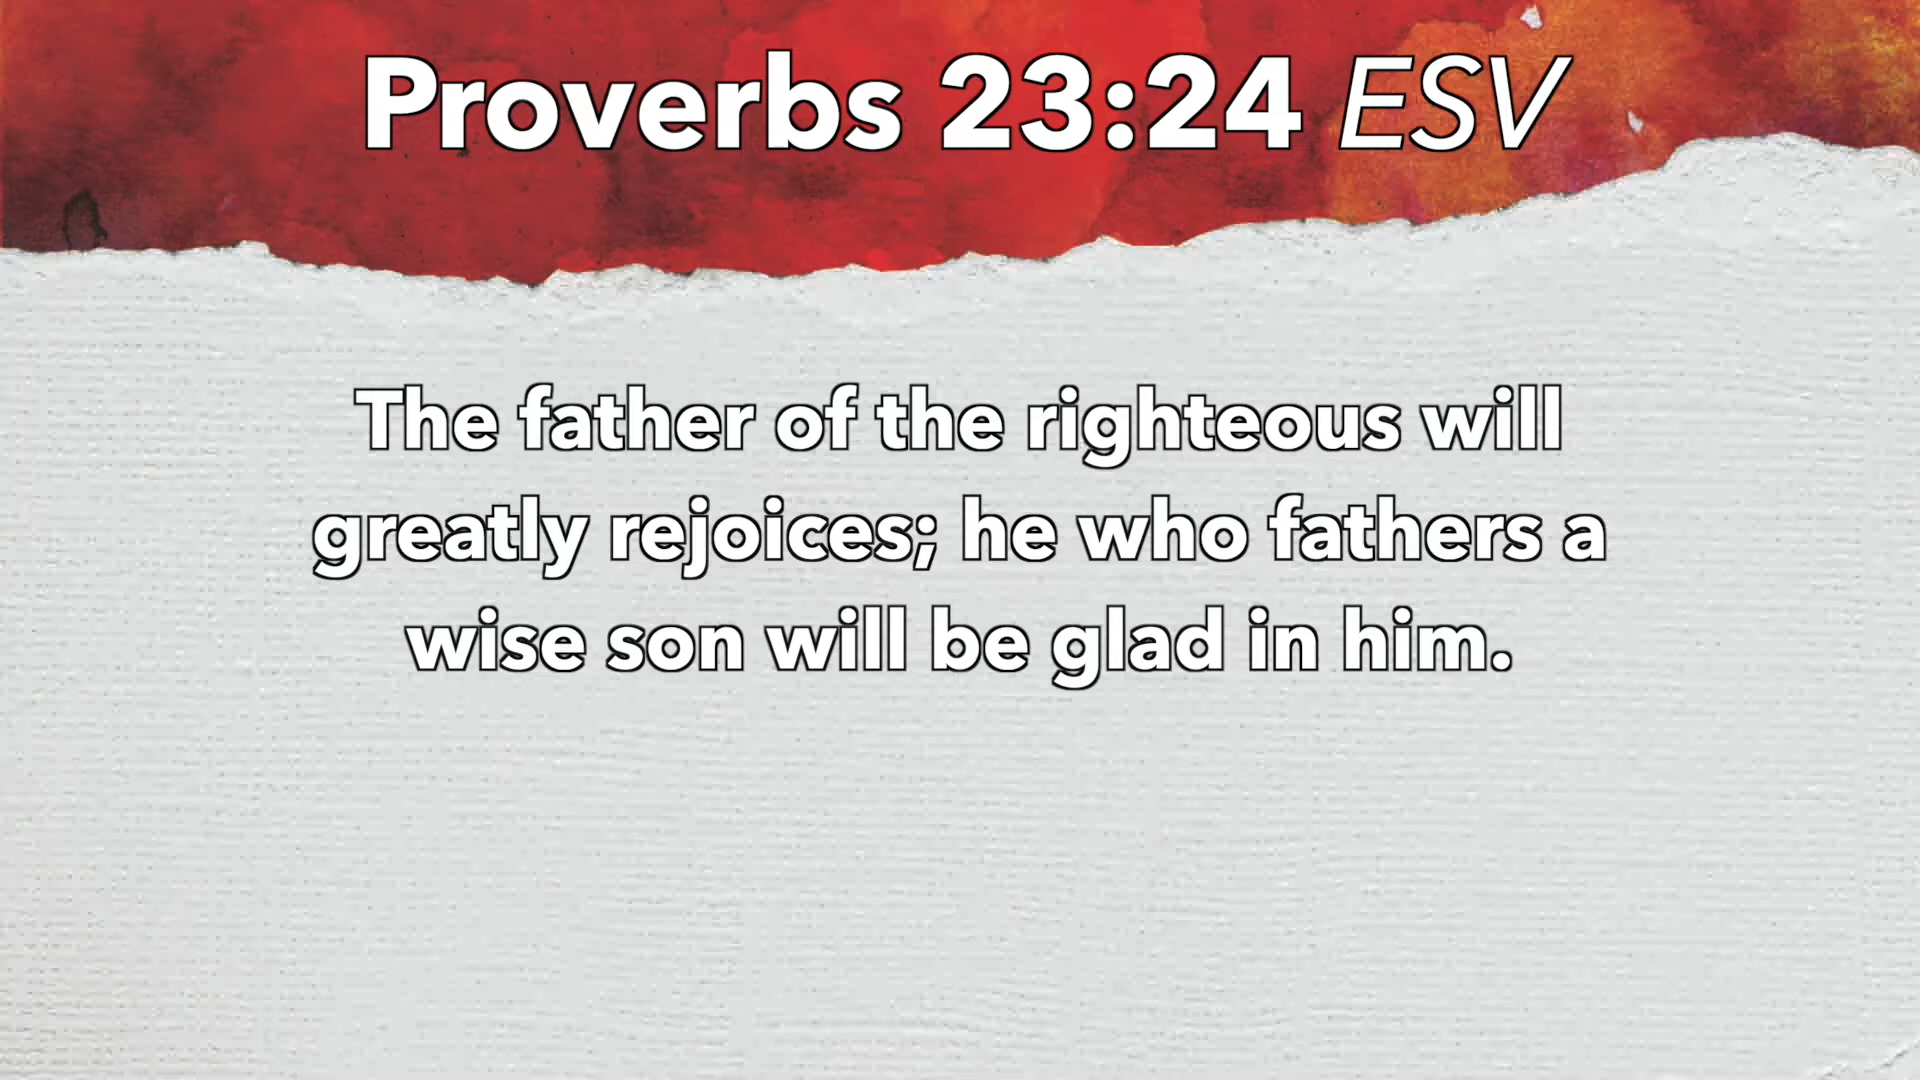 Proverbs 23:24 ESV
The father of the righteous will
greatly rejoices; he who fathers a
wise son will be glad in him.